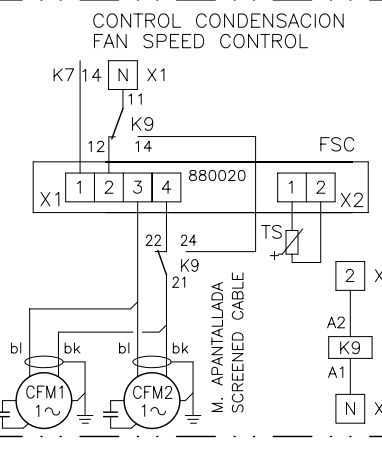 CONTROL CONDENSACION
FAN SPEED CONTROL
K7 14 N X1
11
K9
12 14
FSC
X1 1 2 3 4 880020 1 2 X2
TS
+
22 24
K9
21
M. APANTALLADA
SCREENED CABLE
2 X
A2
K9
A1
N X
bl bk bl bk
CFM1 CFM2
1~ 1~